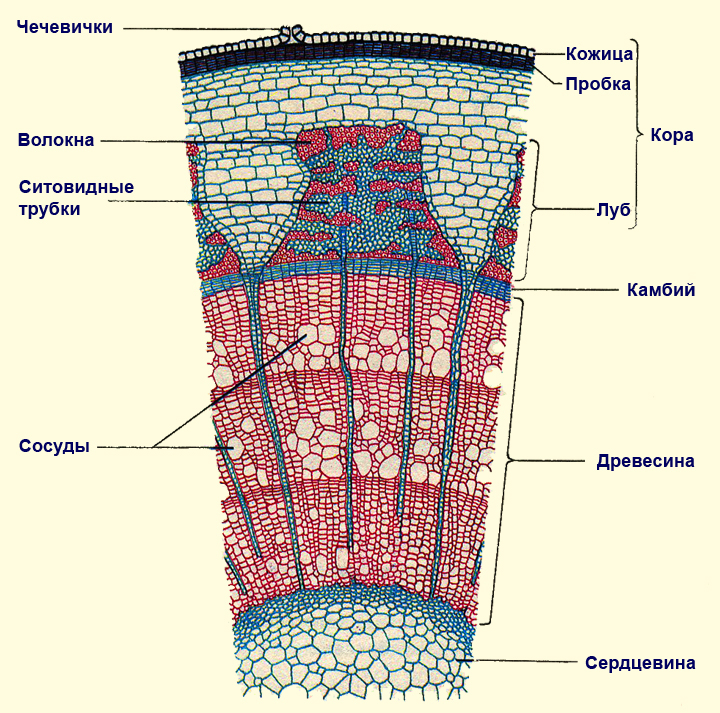 Чечевички
Кожица
Пробка
Кора
Волокна
Ситовидные
трубки
Луб
Камбий
Сосуды
Древесина
Сердцевина